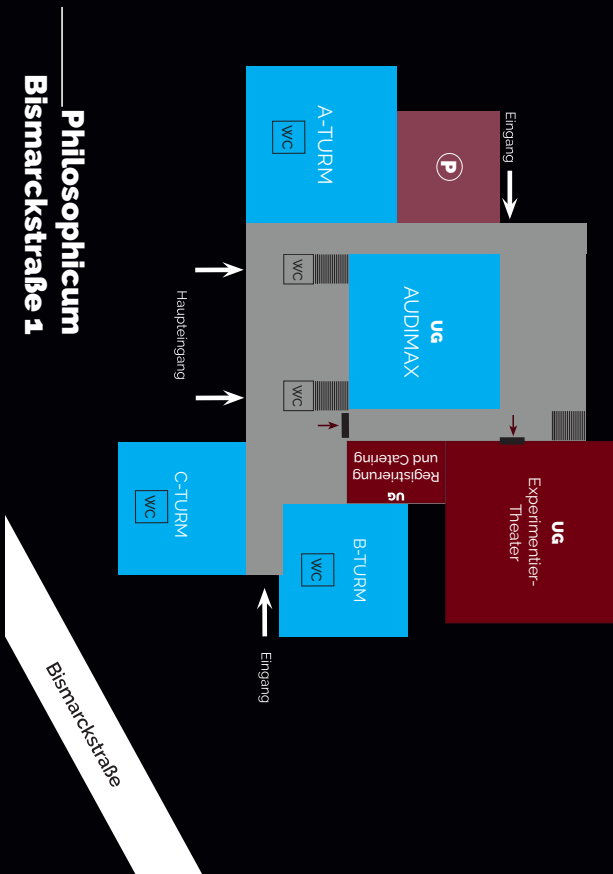 Philosophicum
Bismarckstraße 1
A-TURM
WC
P
Eingang
WC
Haupteingang
WC
UG
AUDIMAX
Registrierung
und Catering
UG
UG
Experimentier-
Theater
C-TURM
WC
B-TURM
WC
Eingang
Bismarckstraße